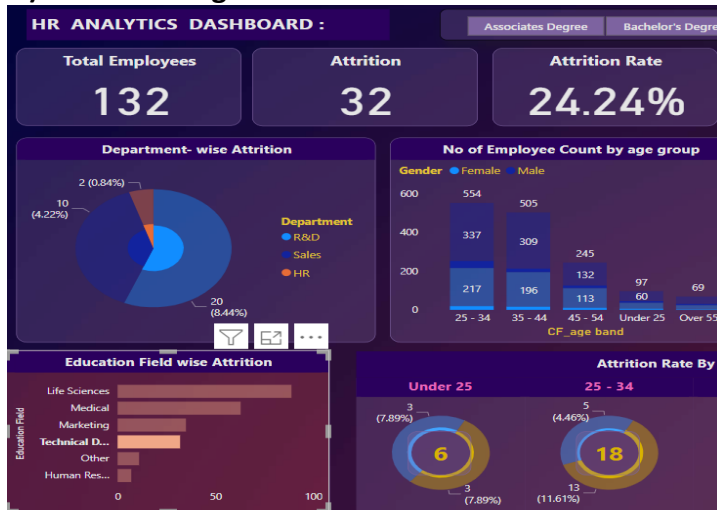 HR ANALYTICS DASHBOARD :
Associates Degree
Bachelor's Degre
Total Employees
132
Attrition
32
Attrition Rate
24.24%
Department- wise Attrition
2 (0.84%)
10
(4.22%)
20
(8.44%)
Department
R&D
Sales
HR
No of Employee Count by age group
Gender Female Male
600
400
200
0
554
337
217
505
309
196
245
132
113
97
60
69
25 - 34
35 - 44
45 - 54
Under 25
Over 55
CF_age band
Education Field wise Attrition
Education Field
Life Sciences
Medical
Marketing
Technical D...
Other
Human Res...
0
50
100
Attrition Rate By
Under 25
3
(7.89%)
6
3
(7.89%)
25 - 34
5
(4.46%)
18
13
(11.61%)